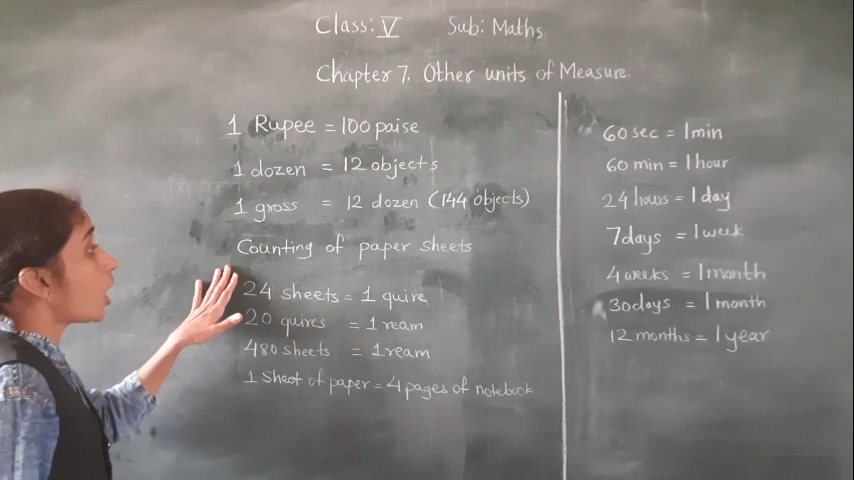 Class: V Sub: Maths
Chapter 7. Other units of Measure.
1 Rupee = 100 paise
1 dozen = 12 objects
1 gross = 12 dozen (144 objects)
Counting of paper sheets
24 sheets = 1 quire
20 quires = 1 ream
480 sheets = 1 ream
1 Sheet of paper = 4 pages of notebook
60 sec = 1 min
60 min = 1 hour
24 hours = 1 day
7 days = 1 week
4 weeks = 1 month
30 days = 1 month
12 months = 1 year